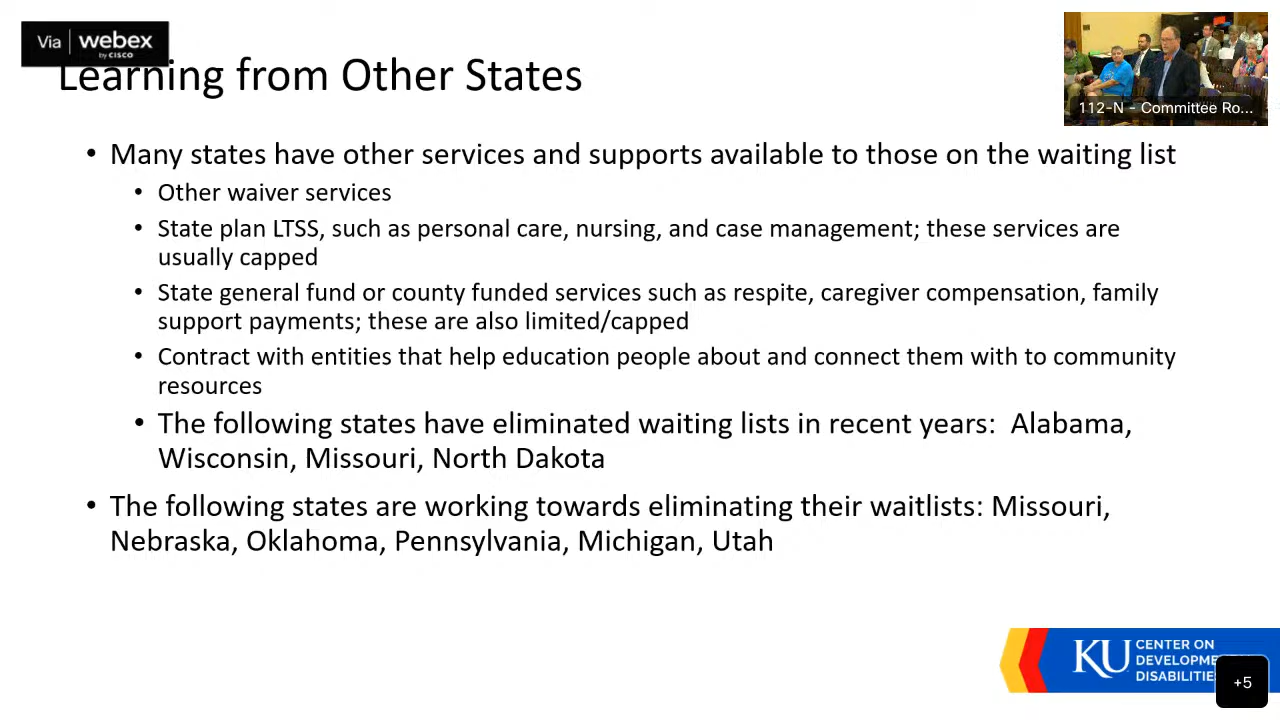 Via webex
by CISCO
Learning from Other States
112-N - Committee Ro...
• Many states have other services and supports available to those on the waiting list
• Other waiver services
• State plan LTSS, such as personal care, nursing, and case management; these services are
usually capped
• State general fund or county funded services such as respite, caregiver compensation, family
support payments; these are also limited/capped
• Contract with entities that help education people about and connect them with to community
resources
• The following states have eliminated waiting lists in recent years:  Alabama,
Wisconsin, Missouri, North Dakota
• The following states are working towards eliminating their waitlists: Missouri,
Nebraska, Oklahoma, Pennsylvania, Michigan, Utah
KU CENTER ON
DEVELOPME
DISABILITIE
+5